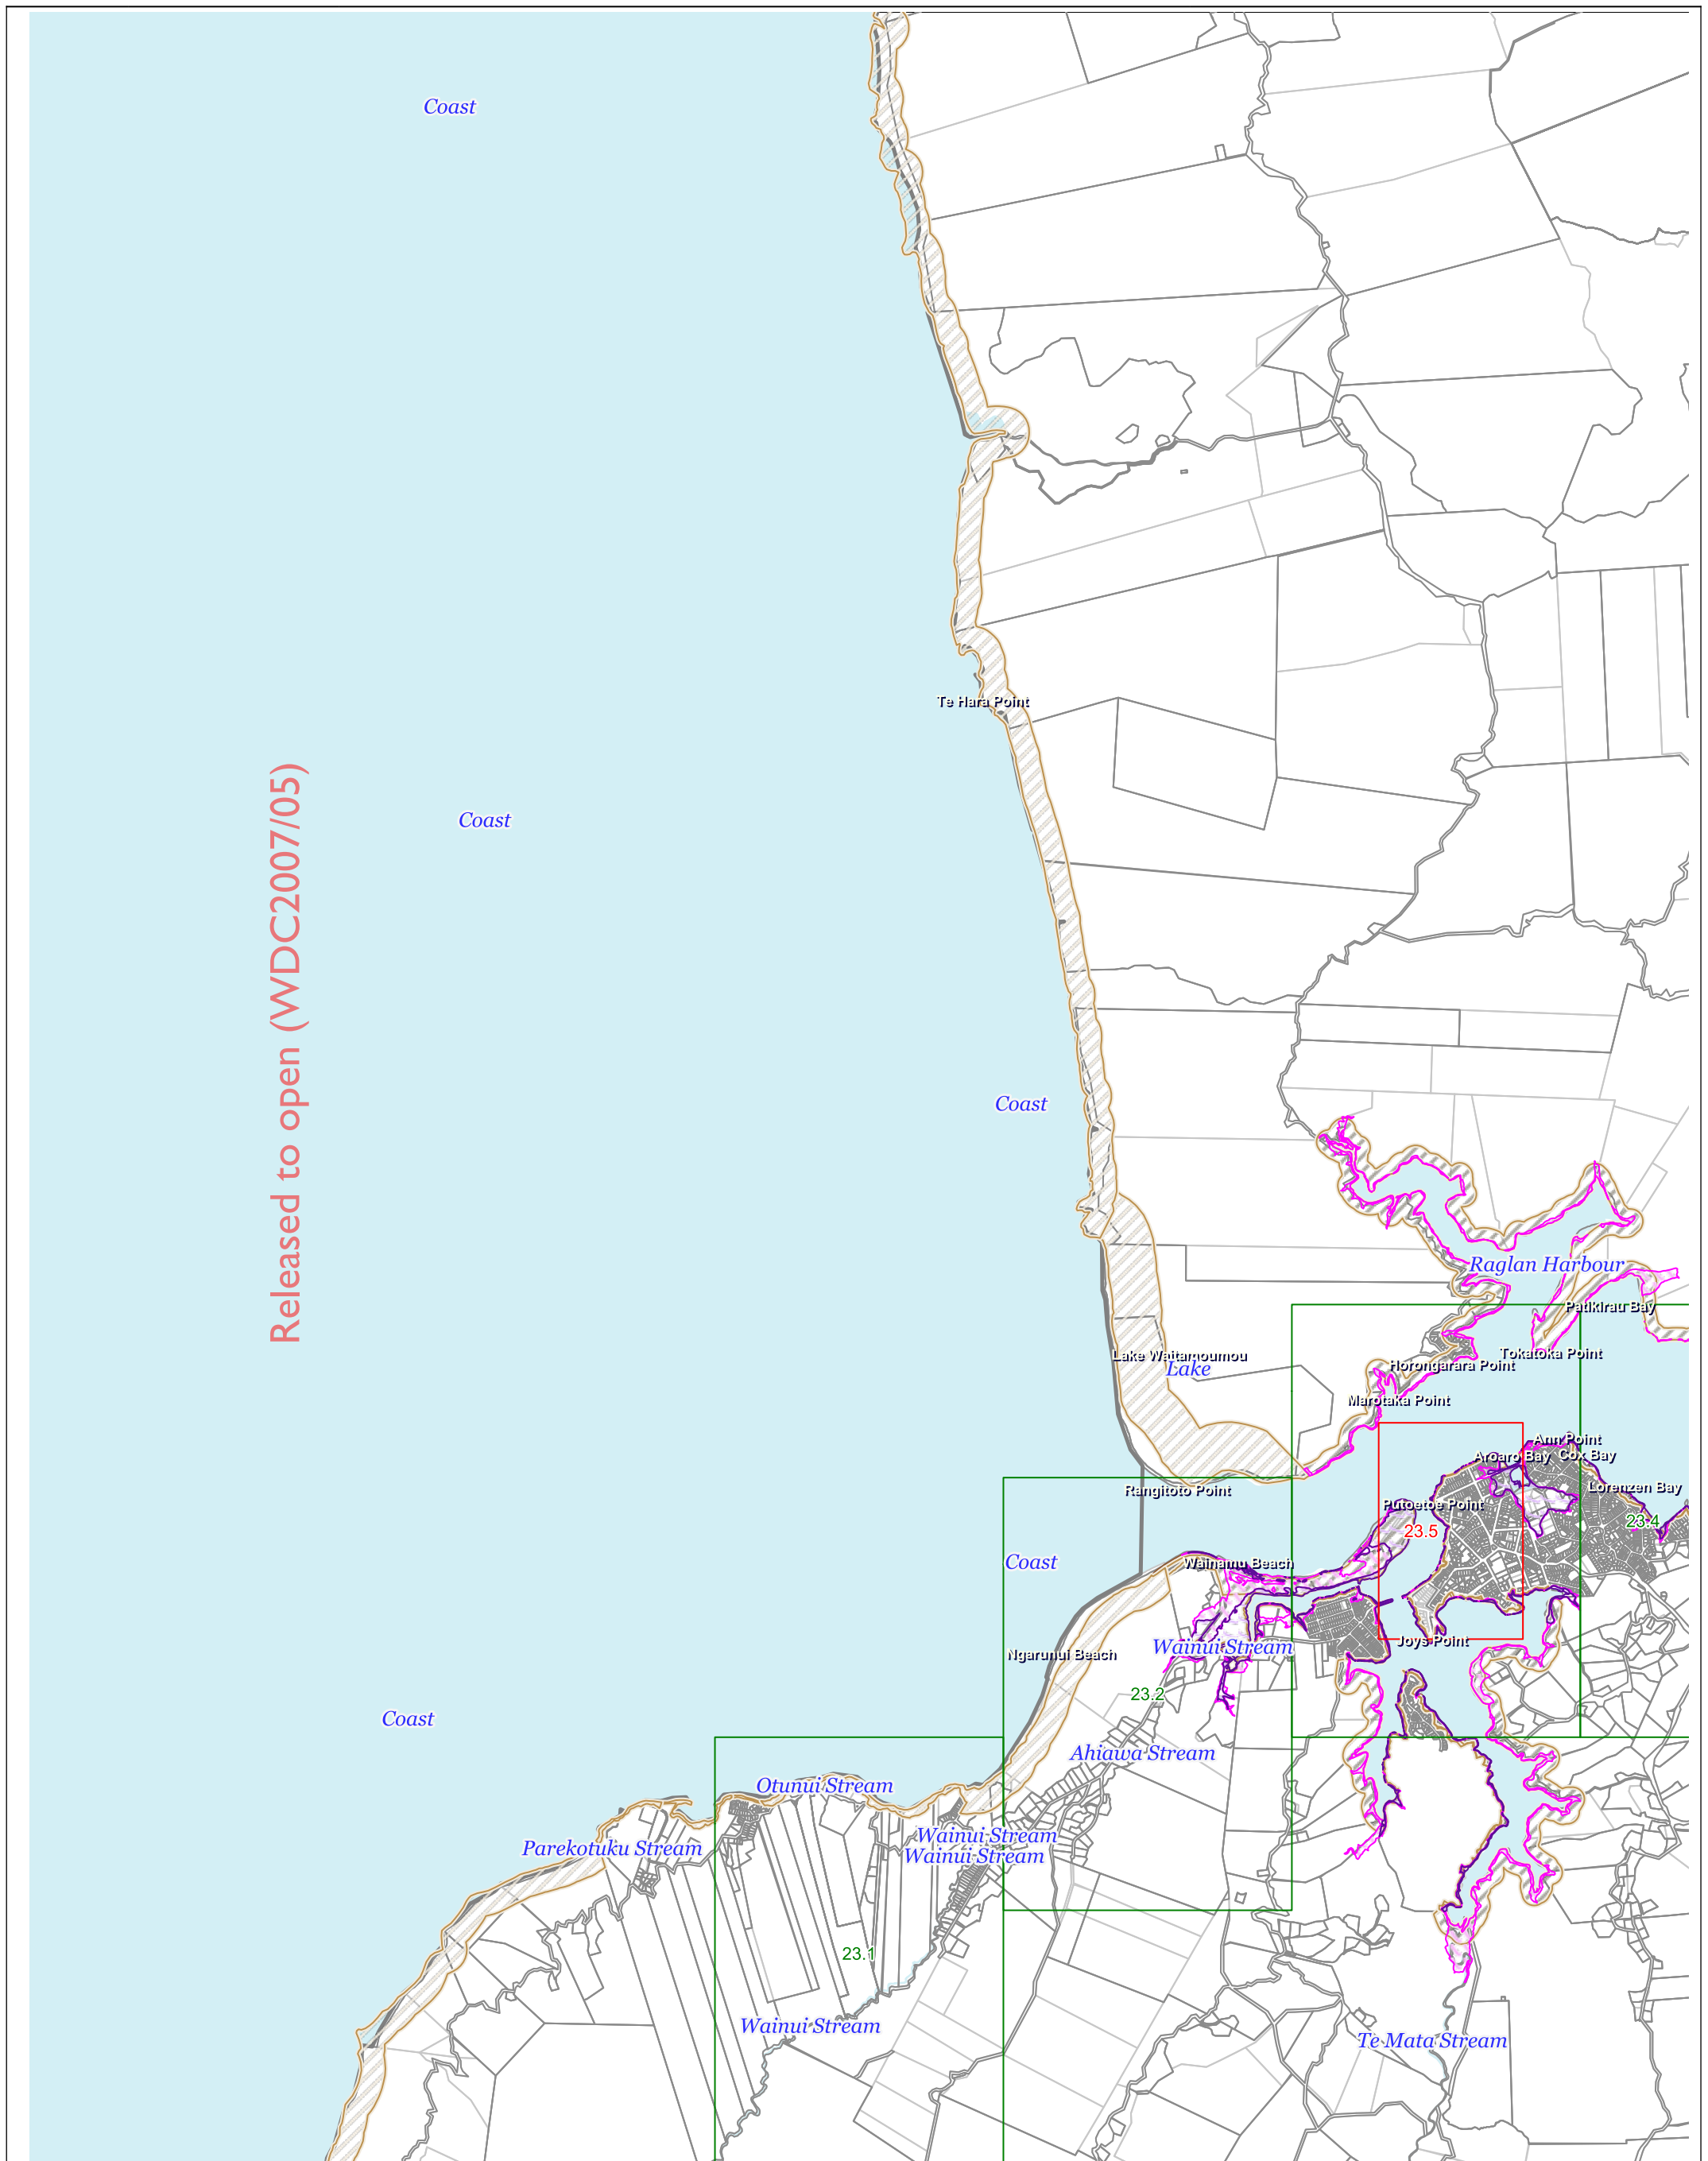 Coast
Te Hara Point
Released to open (WDC2007/05)
Coast
Coast
Raglan Harbour
Patikirau Bay
Lake Waitamoumou
Lake
Tokatoka Point
Horongarara Point
Marotaka Point
Ann Point
Aroaro Bay
Cox Bay
Rangitoto Point
Lorenzen Bay
Putoetoe Point
23.5
23.4
Coast
Wainamu Beach
Joys Point
Wainui Stream
Ngarunui Beach
23.2
Coast
Ahiawa Stream
Otunui Stream
Wainui Stream
Parekotuku Stream
Wainui Stream
23.1
Wainui Stream
Te Mata Stream